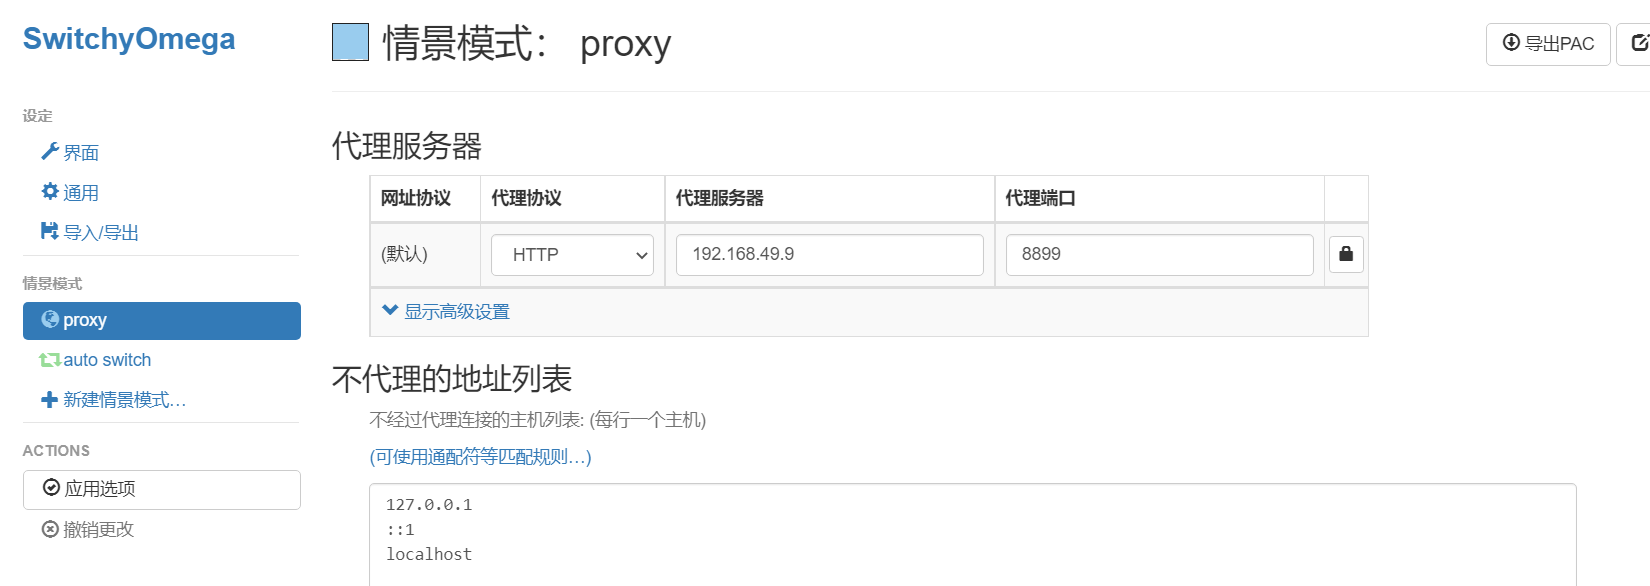 SwitchyOmega
设定
界面
通用
导入/导出
情景模式
proxy
auto switch
新建情景模式…
ACTIONS
应用选项
撤销更改
情景模式： proxy
导出PAC
代理服务器
网址协议 代理协议 代理服务器 代理端口
(默认) HTTP 192.168.49.9 8899
显示高级设置
不代理的地址列表
不经过代理连接的主机列表: (每行一个主机)
(可使用通配符等匹配规则…)
127.0.0.1
::1
localhost